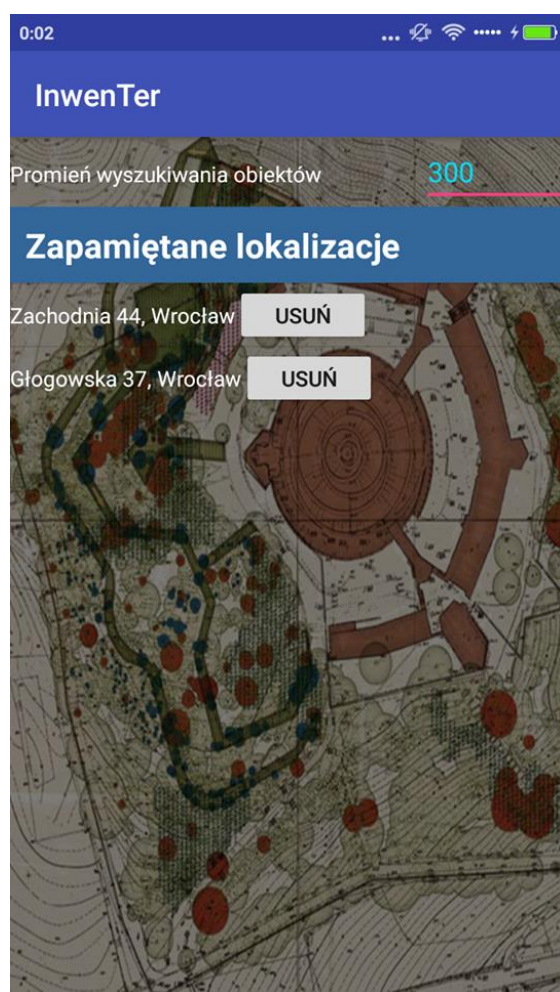 0:02
InwenTer
Promień wyszukiwania obiektów 300
Zapamiętane lokalizacje
Zachodnia 44, Wrocław USUŃ
Głogowska 37, Wrocław USUŃ